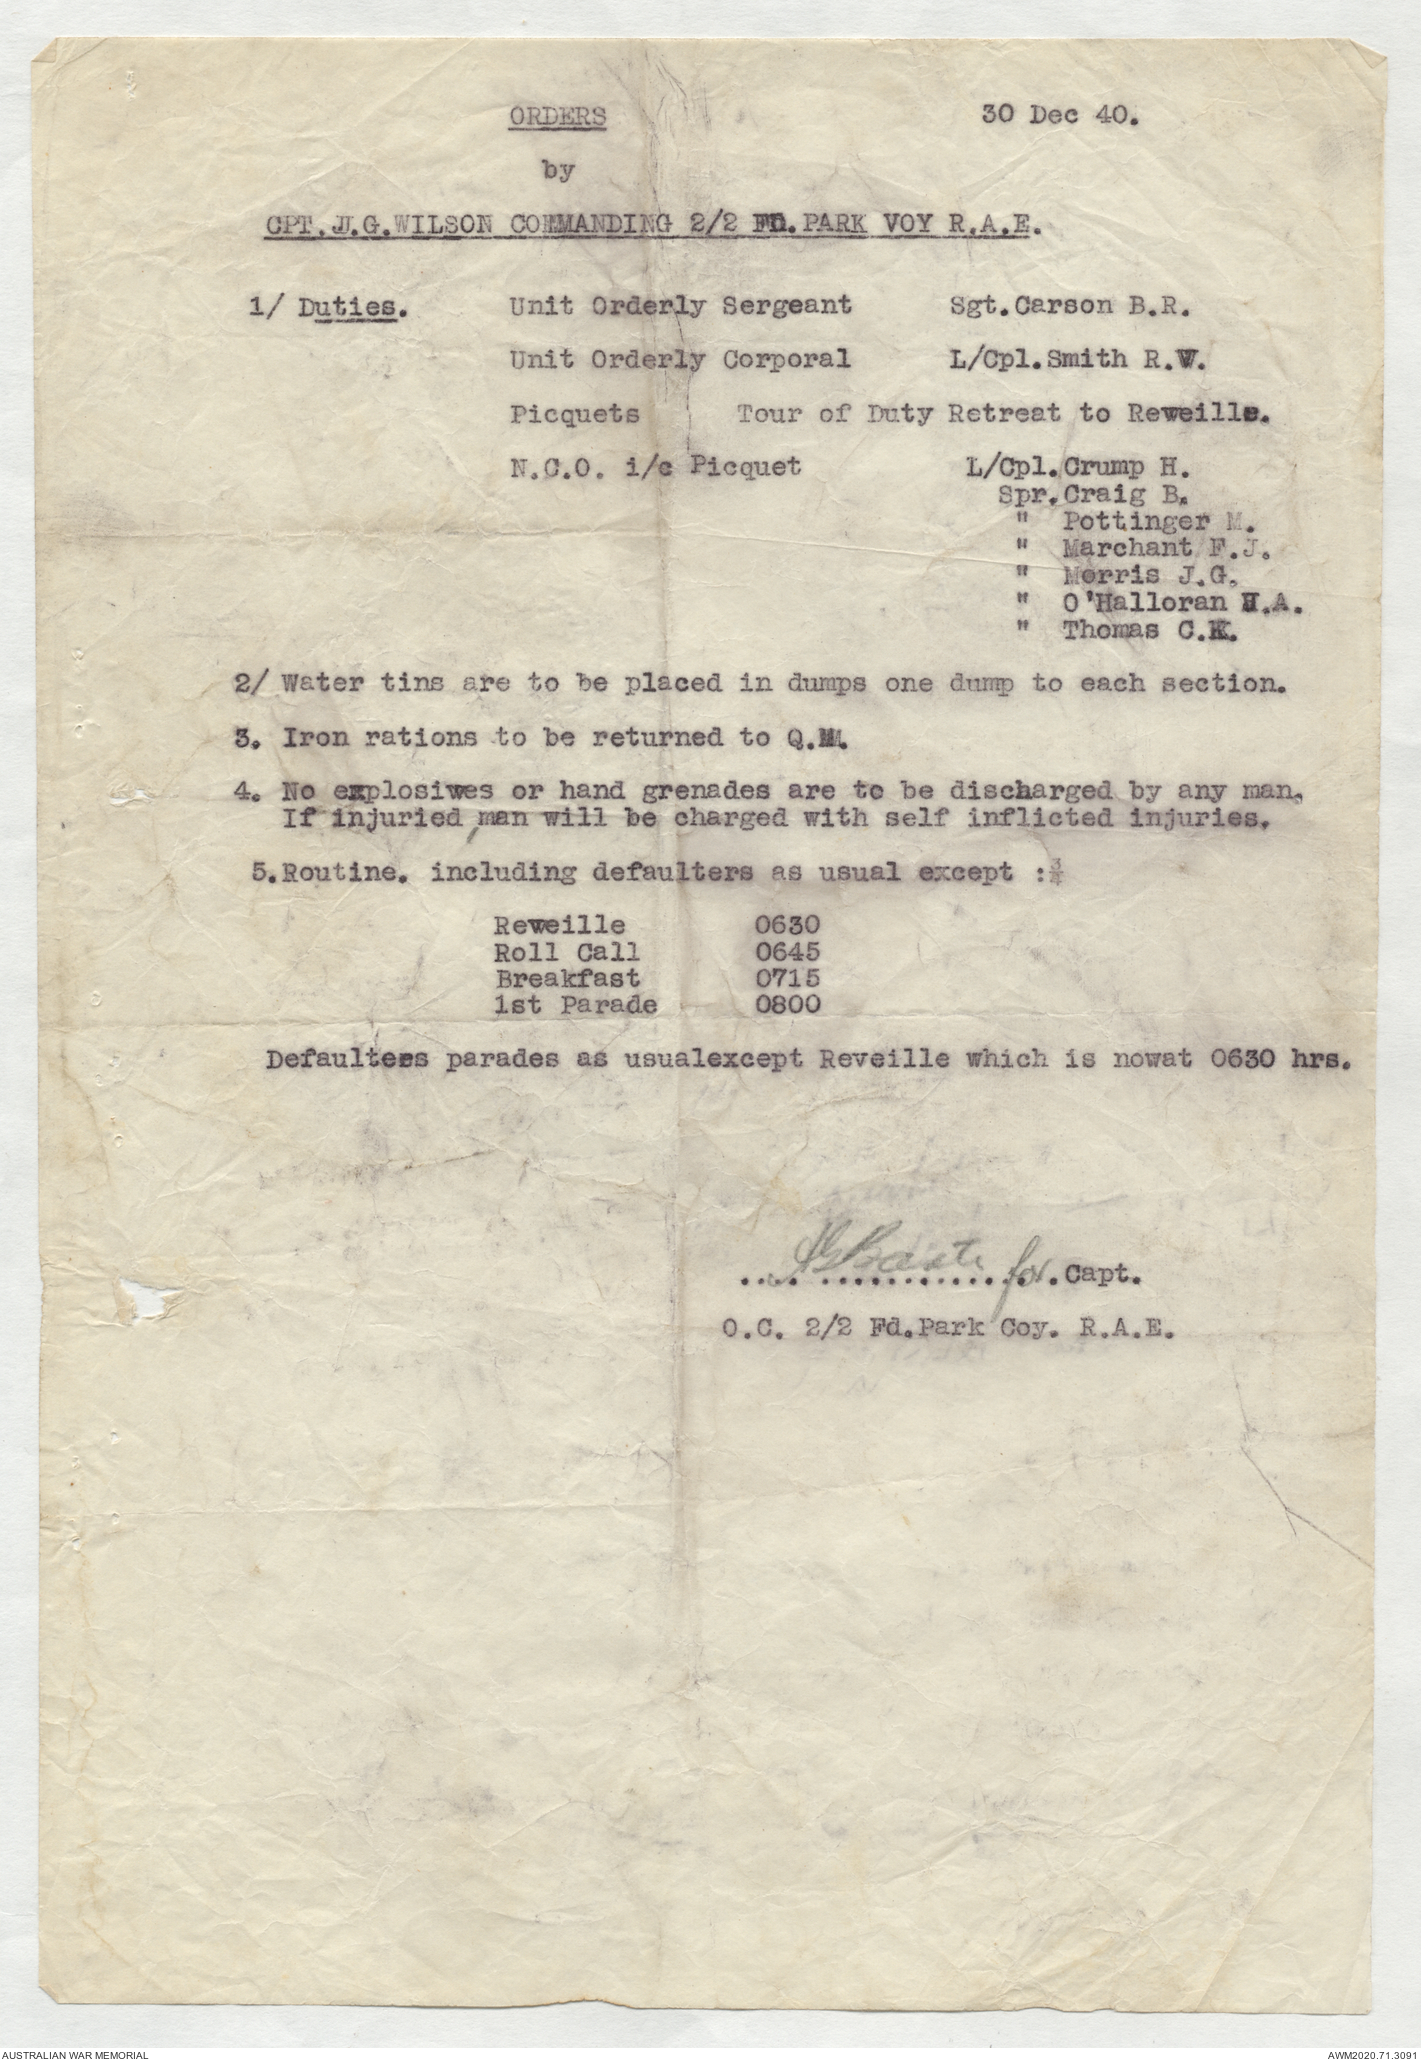 ORDERS 30 Dec 40.
by
CPT.J.G.WILSON COMMANDING 2/2 FD.PARK VOY R.A.E.
1/ Duties. Unit Orderly Sergeant Sgt.Carson B.R.
Unit Orderly Corporal L/Cpl.Smith R.W.
Picquets Tour of Duty Retreat to Reweille.
N.C.O. i/c Picquet L/Cpl.Crump H.
Spr.Craig B.
" Pottinger M.
" Marchant F.J.
" Morris J.G.
" O'Halloran H.A.
" Thomas C.K.
2/ Water tins are to be placed in dumps one dump to each section.
3. Iron rations to be returned to Q.M.
4. No explosiwes or hand grenades are to be discharged by any man.
If injuried man will be charged with self inflicted injuries.
5.Routine. including defaulters as usual except :¾
Reweille 0630
Roll Call 0645
Breakfast 0715
1st Parade 0800
Defaulters parades as usualexcept Reveille which is nowat 0630 hrs.
.... ............... for .Capt.
O.C. 2/2 Fd.Park Coy. R.A.E.
AUSTRALIAN WAR MEMORIAL AWM2020.71.3091